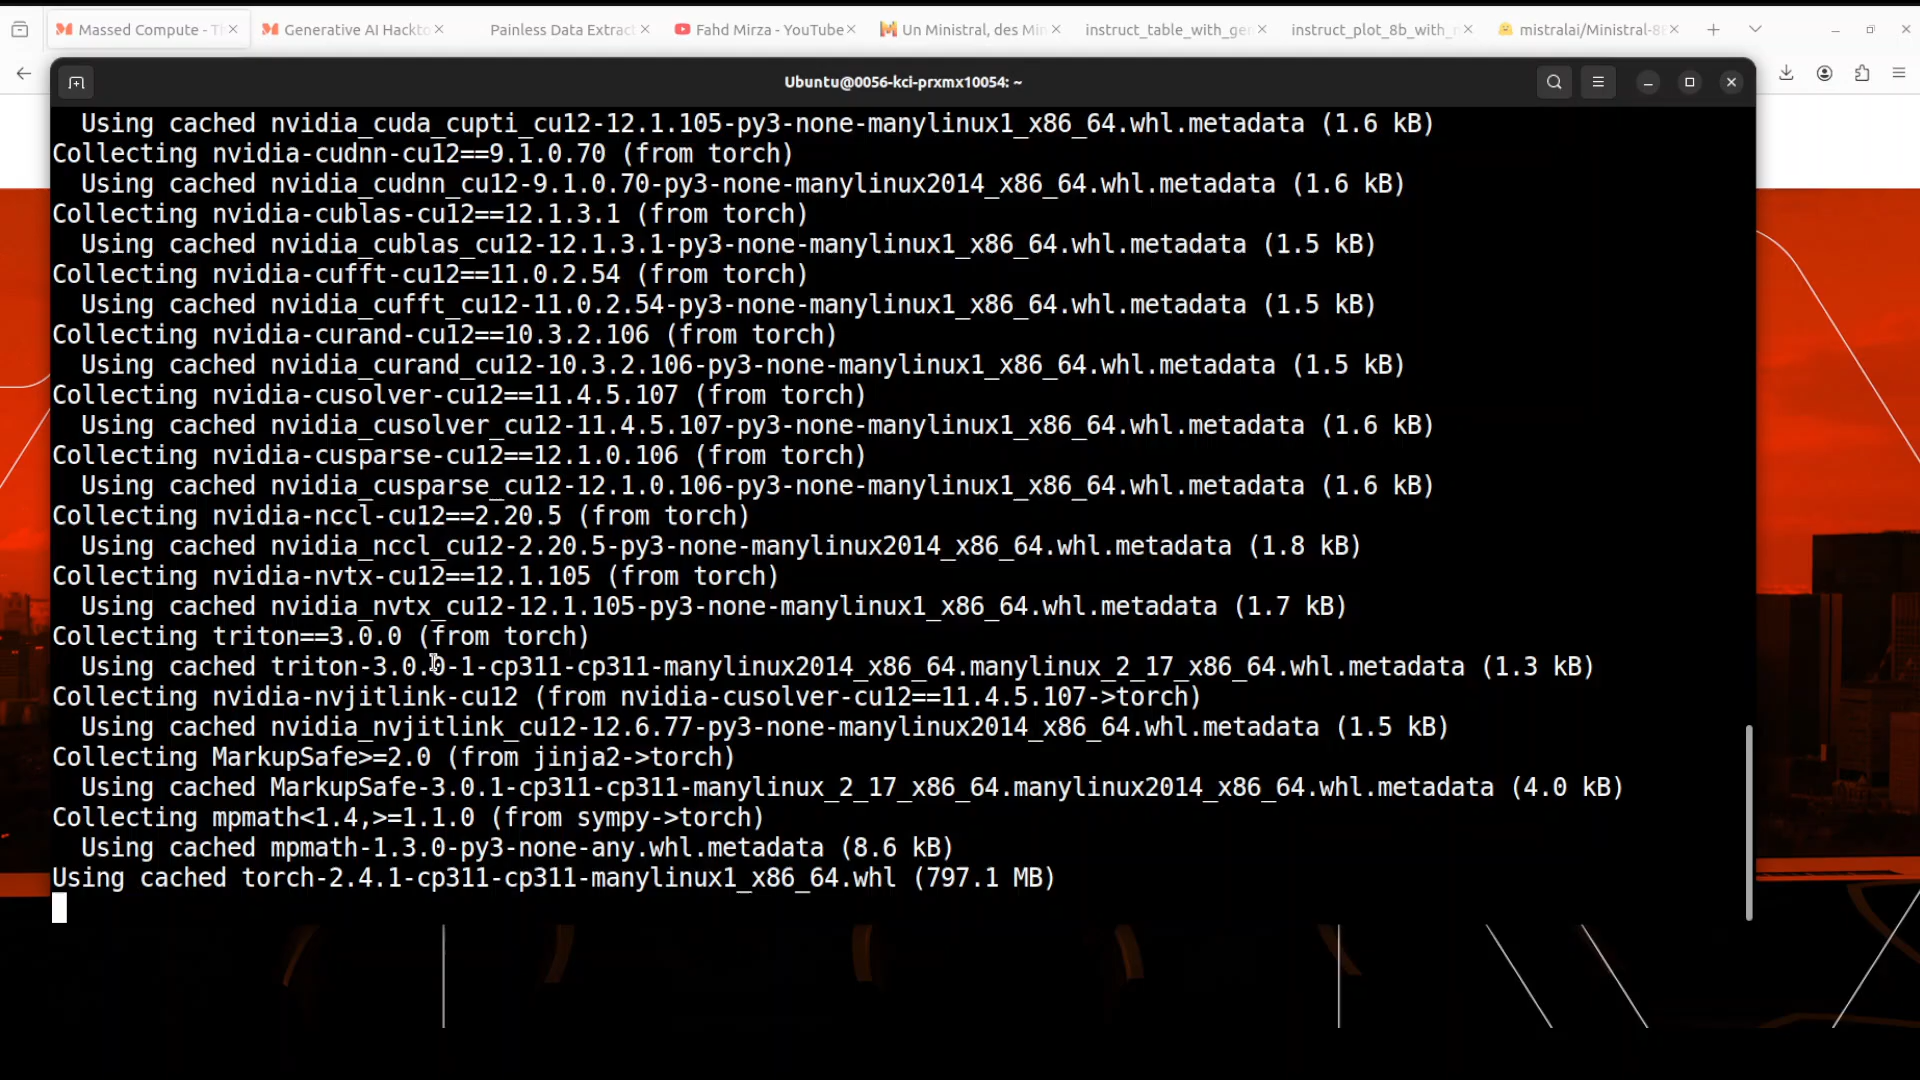 Massed Compute - Th
Generative AI Hackto
Painless Data Extract
Fahd Mirza - YouTube
Un Ministral, des Min
instruct_table_with_ge
instruct_plot_8b_with_
mistralai/Ministral-8B
Ubuntu@0056-kci-prxmx10054: ~
Using cached nvidia_cuda_cupti_cu12-12.1.105-py3-none-manylinux1_x86_64.whl.metadata (1.6 kB)
Collecting nvidia-cudnn-cu12==9.1.0.70 (from torch)
Using cached nvidia_cudnn_cu12-9.1.0.70-py3-none-manylinux2014_x86_64.whl.metadata (1.6 kB)
Collecting nvidia-cublas-cu12==12.1.3.1 (from torch)
Using cached nvidia_cublas_cu12-12.1.3.1-py3-none-manylinux1_x86_64.whl.metadata (1.5 kB)
Collecting nvidia-cufft-cu12==11.0.2.54 (from torch)
Using cached nvidia_cufft_cu12-11.0.2.54-py3-none-manylinux1_x86_64.whl.metadata (1.5 kB)
Collecting nvidia-curand-cu12==10.3.2.106 (from torch)
Using cached nvidia_curand_cu12-10.3.2.106-py3-none-manylinux1_x86_64.whl.metadata (1.5 kB)
Collecting nvidia-cusolver-cu12==11.4.5.107 (from torch)
Using cached nvidia_cusolver_cu12-11.4.5.107-py3-none-manylinux1_x86_64.whl.metadata (1.6 kB)
Collecting nvidia-cusparse-cu12==12.1.0.106 (from torch)
Using cached nvidia_cusparse_cu12-12.1.0.106-py3-none-manylinux1_x86_64.whl.metadata (1.6 kB)
Collecting nvidia-nccl-cu12==2.20.5 (from torch)
Using cached nvidia_nccl_cu12-2.20.5-py3-none-manylinux2014_x86_64.whl.metadata (1.8 kB)
Collecting nvidia-nvtx-cu12==12.1.105 (from torch)
Using cached nvidia_nvtx_cu12-12.1.105-py3-none-manylinux1_x86_64.whl.metadata (1.7 kB)
Collecting triton==3.0.0 (from torch)
Using cached triton-3.0.0-1-cp311-cp311-manylinux2014_x86_64.manylinux_2_17_x86_64.whl.metadata (1.3 kB)
Collecting nvidia-nvjitlink-cu12 (from nvidia-cusolver-cu12==11.4.5.107->torch)
Using cached nvidia_nvjitlink_cu12-12.6.77-py3-none-manylinux2014_x86_64.whl.metadata (1.5 kB)
Collecting MarkupSafe>=2.0 (from jinja2->torch)
Using cached MarkupSafe-3.0.1-cp311-cp311-manylinux_2_17_x86_64.manylinux2014_x86_64.whl.metadata (4.0 kB)
Collecting mpmath<1.4,>=1.1.0 (from sympy->torch)
Using cached mpmath-1.3.0-py3-none-any.whl.metadata (8.6 kB)
Using cached torch-2.4.1-cp311-cp311-manylinux1_x86_64.whl (797.1 MB)